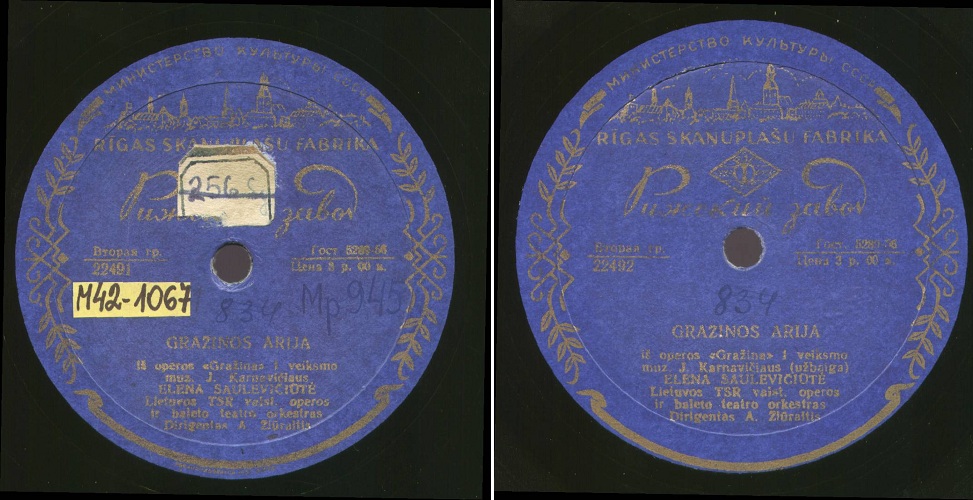 МИНИСТЕРСТВО КУЛЬТУРЫ СССР
RĪGAS SKAŅUPLAŠU FABRIKA
256
Рижский завод
Вторая гр.
22491
Гост 5289-56
Цена 8 р. 00 к.
M42-1067
834
Mp 945
GRAŽINOS ARIJA
iš operos «Gražina» I veiksmo
muz. J. Karnavičiaus
ELENA SAULEVIČIŪTĖ
Lietuvos TSR valst. operos
ir baleto teatro orkestras
Dirigentas A. Žiūraitis
МИНИСТЕРСТВО КУЛЬТУРЫ СССР
RĪGAS SKAŅUPLAŠU FABRIKA
Рижский завод
Вторая гр.
22492
Гост. 5289-56
Цена 8 р. 00 к.
834
GRAŽINOS ARIJA
iš operos «Gražina» I veiksmo
muz. J. Karnavičiaus (užbaiga)
ELENA SAULEVIČIŪTĖ
Lietuvos TSR valst. operos
ir baleto teatro orkestras
Dirigentas A. Žiūraitis